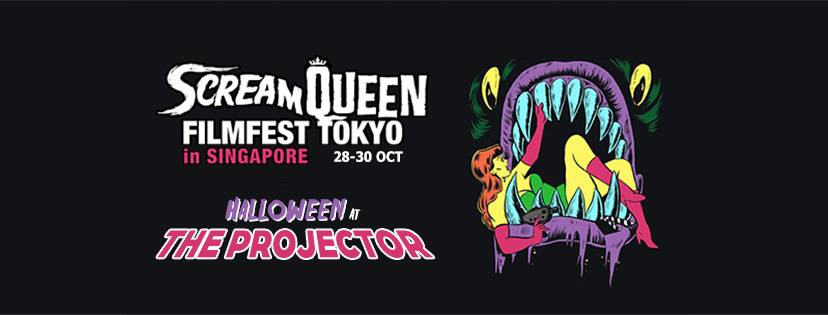 SCREAM QUEEN
FILMFEST TOKYO
in SINGAPORE 28-30 OCT
HALLOWEEN AT
THE PROJECTOR